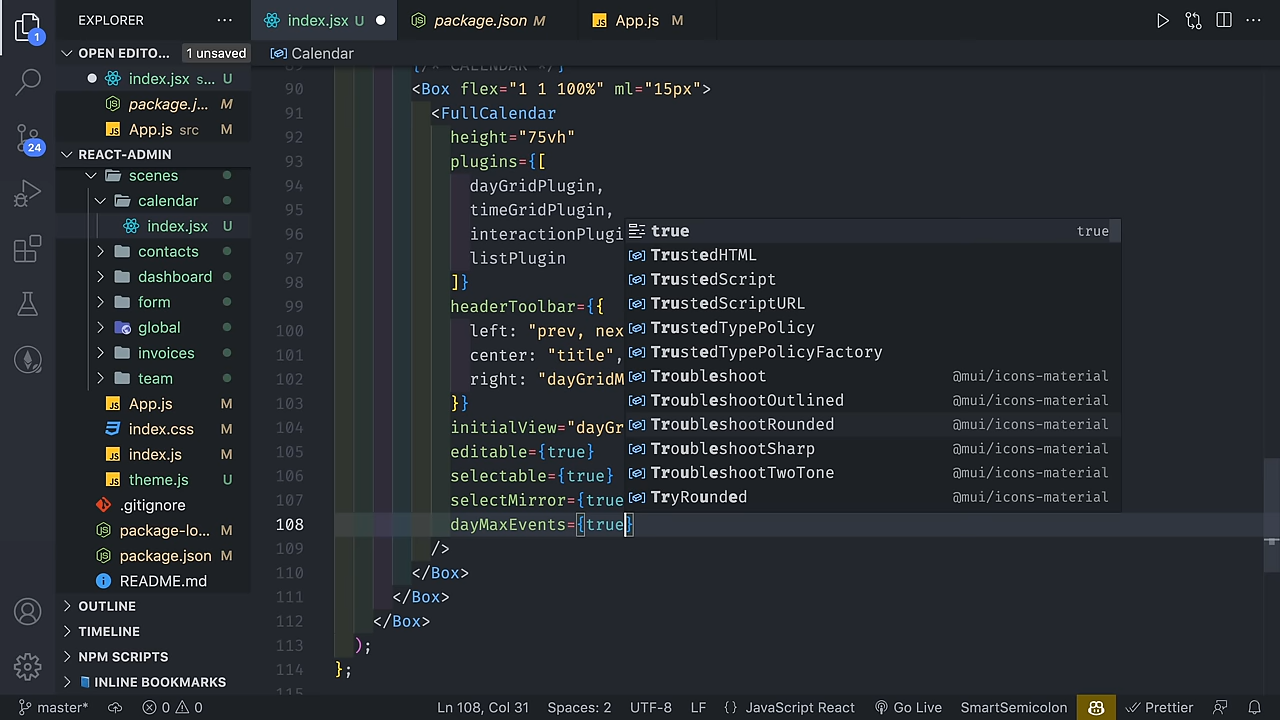 EXPLORER
index.jsx U
package.json M
App.js M
OPEN EDITO...
1 unsaved
Calendar
index.jsx s... U
package.j... M
App.js src M
REACT-ADMIN
scenes
calendar
index.jsx U
contacts
dashboard
form
global
invoices
team
App.js M
index.css M
index.js M
theme.js U
.gitignore
package-lo... M
package.json M
README.md
OUTLINE
TIMELINE
NPM SCRIPTS
INLINE BOOKMARKS
1
24
89 {/* CALENDAR */}
90 <Box flex="1 1 100%" ml="15px">
91 <FullCalendar
92 height="75vh"
93 plugins={[
94 dayGridPlugin,
95 timeGridPlugin,
96 interactionPlugi
97 listPlugin
98 ]}
99 headerToolbar={{
100 left: "prev, nex
101 center: "title",
102 right: "dayGridM
103 }}
104 initialView="dayGr
105 editable={true}
106 selectable={true}
107 selectMirror={true
108 dayMaxEvents={true}
109 />
110 </Box>
111 </Box>
112 </Box>
113 );
114 };
115
true true
TrustedHTML
TrustedScript
TrustedScriptURL
TrustedTypePolicy
TrustedTypePolicyFactory
Troubleshoot @mui/icons-material
TroubleshootOutlined @mui/icons-material
TroubleshootRounded @mui/icons-material
TroubleshootSharp @mui/icons-material
TroubleshootTwoTone @mui/icons-material
TryRounded @mui/icons-material
master* 0 0 Ln 108, Col 31 Spaces: 2 UTF-8 LF {} JavaScript React Go Live SmartSemicolon Prettier